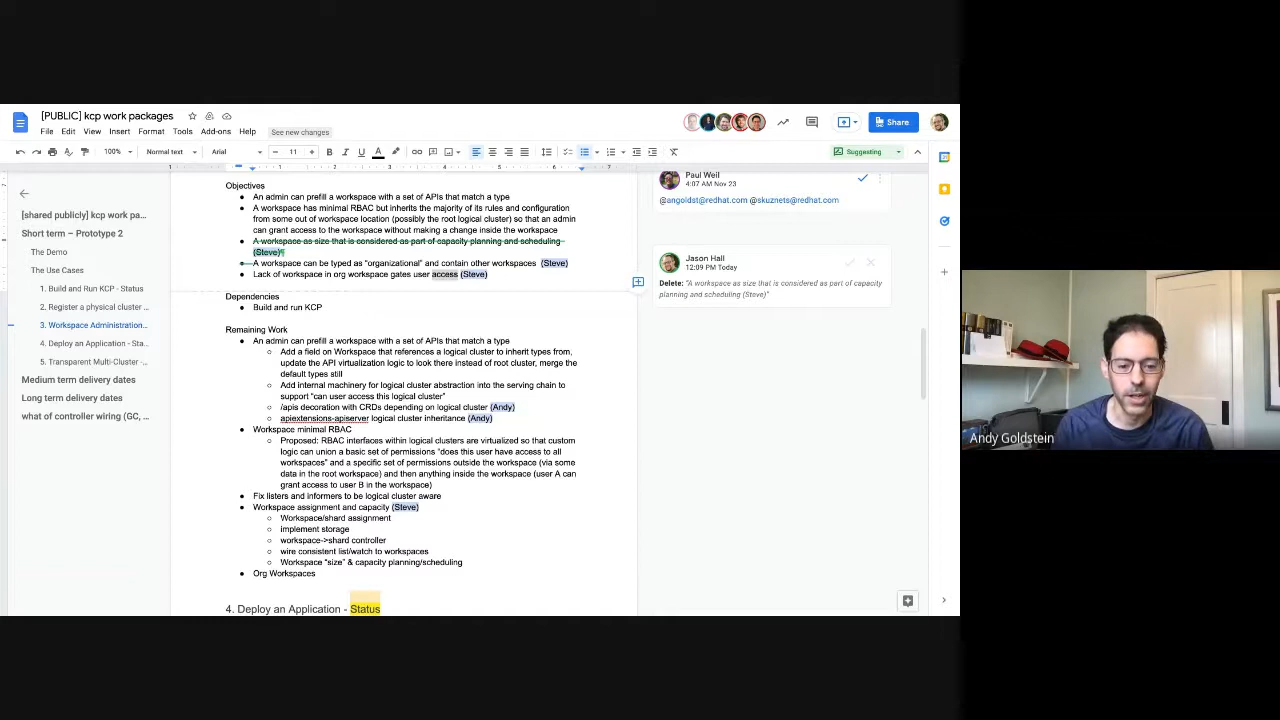 [PUBLIC] kcp work packages
File Edit View Insert Format Tools Add-ons Help See new changes
Share
100% Normal text Arial 11 Suggesting
1 1 2 3 4 5 6 7
[shared publicly] kcp work pa...
Short term – Prototype 2
The Demo
The Use Cases
1. Build and Run KCP - Status
2. Register a physical cluster ...
3. Workspace Administration...
4. Deploy an Application - Sta...
5. Transparent Multi-Cluster -...
Medium term delivery dates
Long term delivery dates
what of controller wiring (GC, ...
Objectives
● An admin can prefill a workspace with a set of APIs that match a type
● A workspace has minimal RBAC but inherits the majority of its rules and configuration
from some out of workspace location (possibly the root logical cluster) so that an admin
can grant access to the workspace without making a change inside the workspace
● A workspace as size that is considered as part of capacity planning and scheduling
(Steve)¶
● A workspace can be typed as “organizational” and contain other workspaces (Steve)
● Lack of workspace in org workspace gates user access (Steve)
Dependencies
● Build and run KCP
Remaining Work
● An admin can prefill a workspace with a set of APIs that match a type
○ Add a field on Workspace that references a logical cluster to inherit types from,
update the API virtualization logic to look there instead of root cluster, merge the
default types still
○ Add internal machinery for logical cluster abstraction into the serving chain to
support “can user access this logical cluster”
○ /apis decoration with CRDs depending on logical cluster (Andy)
○ apiextensions-apiserver logical cluster inheritance (Andy)
● Workspace minimal RBAC
○ Proposed: RBAC interfaces within logical clusters are virtualized so that custom
logic can union a basic set of permissions “does this user have access to all
workspaces” and a specific set of permissions outside the workspace (via some
data in the root workspace) and then anything inside the workspace (user A can
grant access to user B in the workspace)
● Fix listers and informers to be logical cluster aware
● Workspace assignment and capacity (Steve)
○ Workspace/shard assignment
○ implement storage
○ workspace->shard controller
○ wire consistent list/watch to workspaces
○ Workspace “size” & capacity planning/scheduling
● Org Workspaces
4. Deploy an Application - Status
Paul Weil
4:07 AM Nov 23
@angoldst@redhat.com @skuznets@redhat.com
Jason Hall
12:09 PM Today
Delete: “A workspace as size that is considered as part of capacity
planning and scheduling (Steve)”
Andy Goldstein